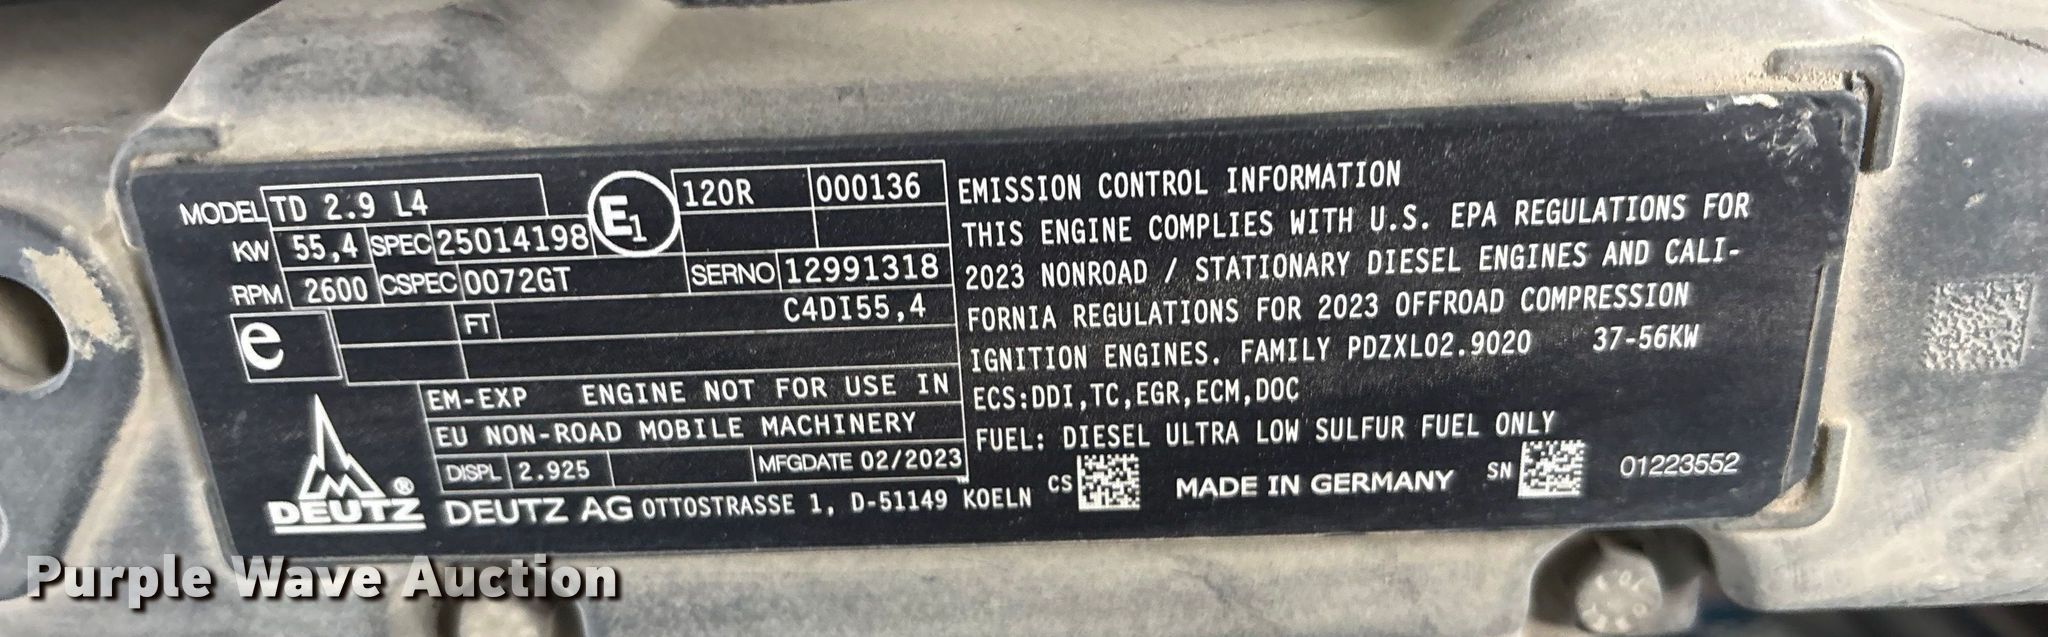 MODEL TD 2.9 L4
KW 55,4 SPEC 25014198
RPM 2600 CSPEC 0072GT
E1 120R 000136
SERNO 12991318
e FT C4DI55,4
EM-EXP ENGINE NOT FOR USE IN
EU NON-ROAD MOBILE MACHINERY
DISPL 2.925 MFGDATE 02/2023
DEUTZ®
DEUTZ AG OTTOSTRASSE 1, D-51149 KOELN
EMISSION CONTROL INFORMATION
THIS ENGINE COMPLIES WITH U.S. EPA REGULATIONS FOR
2023 NONROAD / STATIONARY DIESEL ENGINES AND CALI-
FORNIA REGULATIONS FOR 2023 OFFROAD COMPRESSION
IGNITION ENGINES. FAMILY PDZXL02.9020 37-56KW
ECS:DDI,TC,EGR,ECM,DOC
FUEL: DIESEL ULTRA LOW SULFUR FUEL ONLY
CS MADE IN GERMANY SN 01223552
Purple Wave Auction